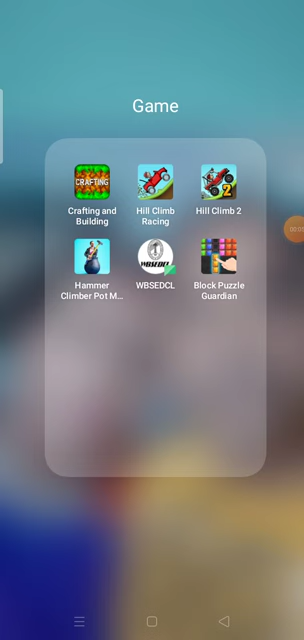 Game
CRAFTING
2
Crafting and
Building
Hill Climb
Racing
Hill Climb 2
WBSEDCL
Hammer
Climber Pot M...
WBSEDCL
Block Puzzle
Guardian